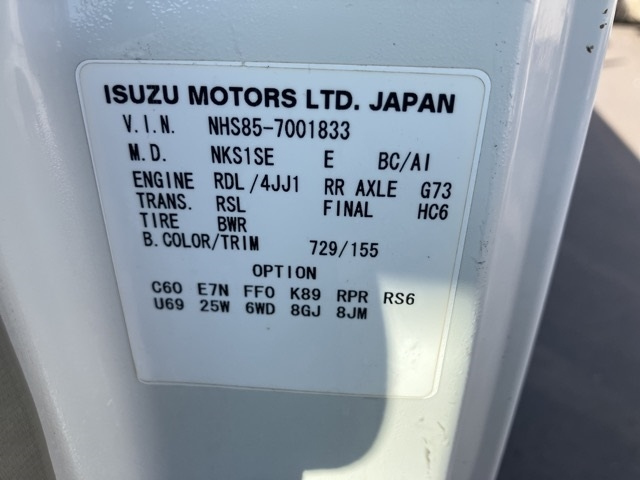 ISUZU MOTORS LTD. JAPAN
V.I.N. NHS85-7001833
M.D. NKS1SE E BC/AI
ENGINE RDL/4JJ1 RR AXLE G73
TRANS. RSL FINAL HC6
TIRE BWR
B.COLOR/TRIM 729/155
OPTION
C60 E7N FF0 K89 RPR RS6
U69 25W 6WD 8GJ 8JM